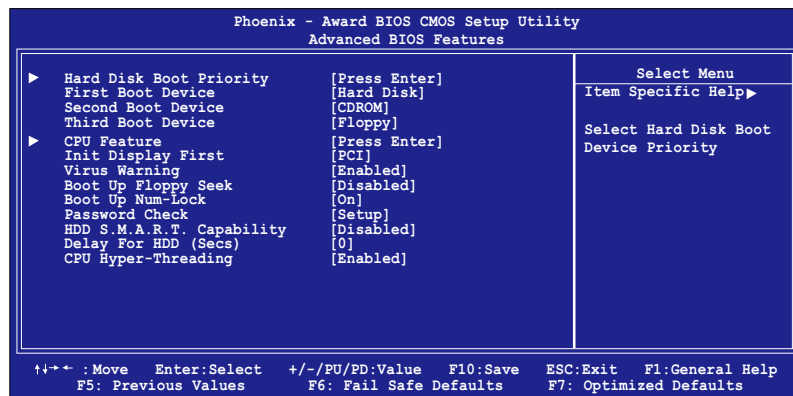 Phoenix - Award BIOS CMOS Setup Utility
Advanced BIOS Features
▶ Hard Disk Boot Priority [Press Enter]
First Boot Device [Hard Disk]
Second Boot Device [CDROM]
Third Boot Device [Floppy]
▶ CPU Feature [Press Enter]
Init Display First [PCI]
Virus Warning [Enabled]
Boot Up Floppy Seek [Disabled]
Boot Up Num-Lock [On]
Password Check [Setup]
HDD S.M.A.R.T. Capability [Disabled]
Delay For HDD (Secs) [0]
CPU Hyper-Threading [Enabled]
Select Menu
Item Specific Help▶
Select Hard Disk Boot
Device Priority
↑↓→← :Move Enter:Select +/-/PU/PD:Value F10:Save ESC:Exit F1:General Help
F5: Previous Values F6: Fail Safe Defaults F7: Optimized Defaults